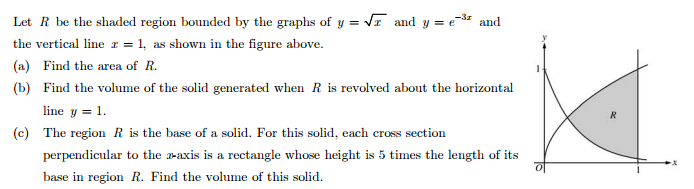 Let R be the shaded region bounded by the graphs of y = √x and y = e⁻³ˣ and
the vertical line x = 1, as shown in the figure above.
(a) Find the area of R.
(b) Find the volume of the solid generated when R is revolved about the horizontal
line y = 1.
(c) The region R is the base of a solid. For this solid, each cross section
perpendicular to the x-axis is a rectangle whose height is 5 times the length of its
base in region R. Find the volume of this solid.
y
1
R
O
1
x